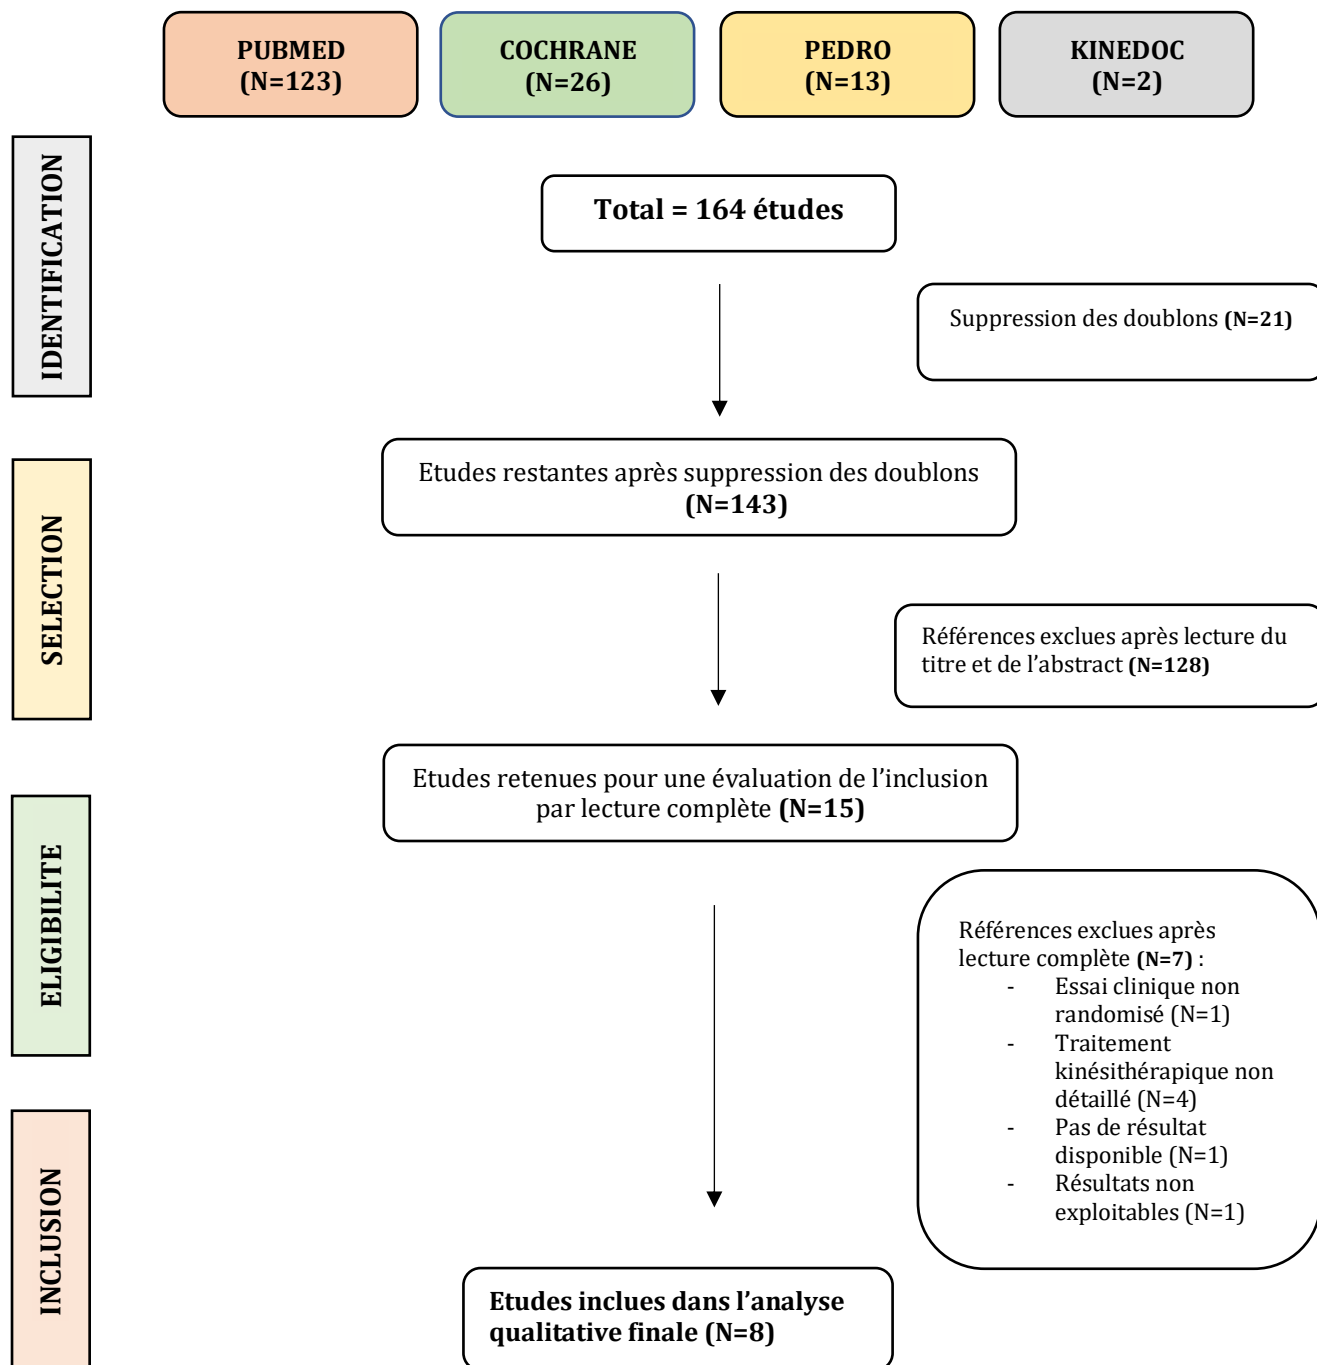 PUBMED
(N=123)
COCHRANE
(N=26)
PEDRO
(N=13)
KINEDOC
(N=2)
IDENTIFICATION
Total = 164 études
Suppression des doublons (N=21)
Etudes restantes après suppression des doublons
(N=143)
SELECTION
Références exclues après lecture du
titre et de l’abstract (N=128)
Etudes retenues pour une évaluation de l’inclusion
par lecture complète (N=15)
ELIGIBILITE
Références exclues après
lecture complète (N=7) :
- Essai clinique non
randomisé (N=1)
- Traitement
kinésithérapique non
détaillé (N=4)
- Pas de résultat
disponible (N=1)
- Résultats non
exploitables (N=1)
INCLUSION
Etudes inclues dans l’analyse
qualitative finale (N=8)